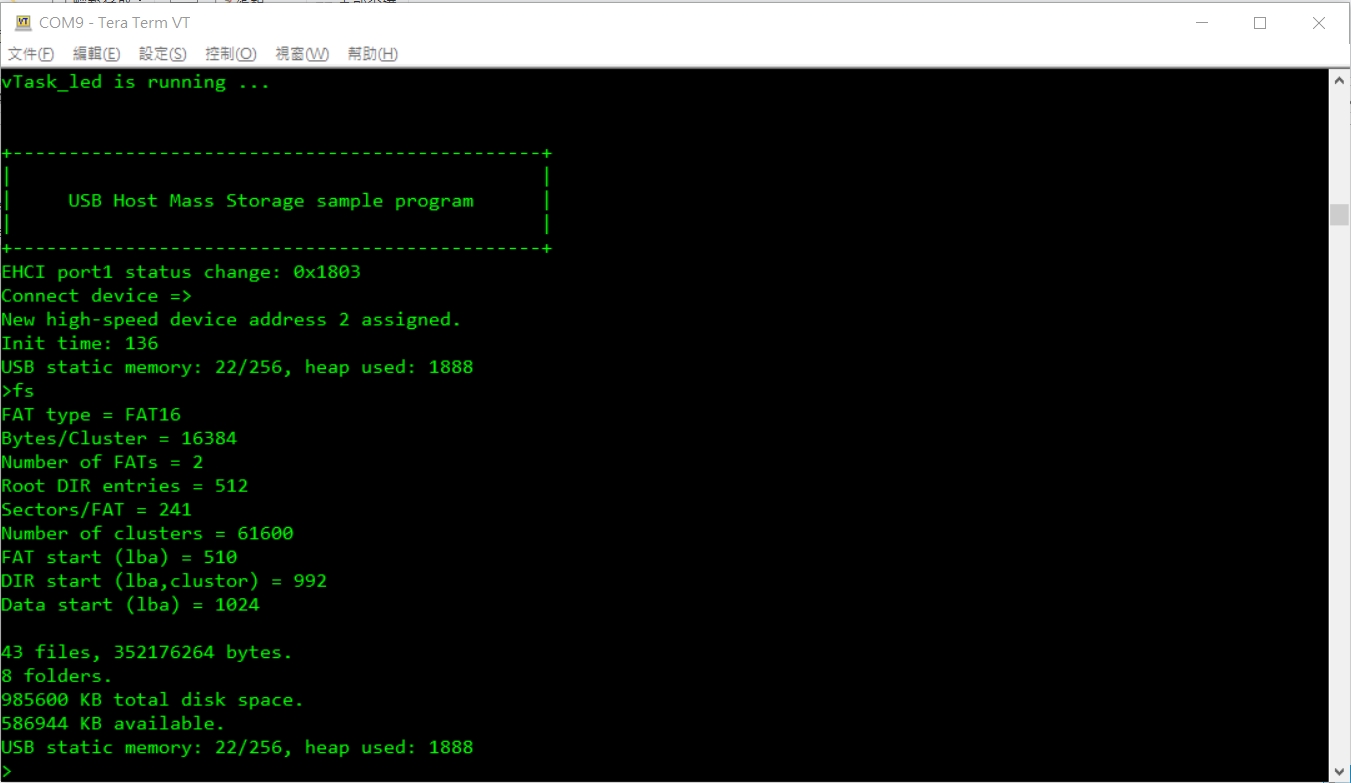 COM9 - Tera Term VT
文件(F) 編輯(E) 設定(S) 控制(O) 視窗(W) 幫助(H)
vTask_led is running ...
+-----------------------------------------------+
| |
| USB Host Mass Storage sample program |
| |
+-----------------------------------------------+
EHCI port1 status change: 0x1803
Connect device =>
New high-speed device address 2 assigned.
Init time: 136
USB static memory: 22/256, heap used: 1888
>fs
FAT type = FAT16
Bytes/Cluster = 16384
Number of FATs = 2
Root DIR entries = 512
Sectors/FAT = 241
Number of clusters = 61600
FAT start (lba) = 510
DIR start (lba,clustor) = 992
Data start (lba) = 1024
43 files, 352176264 bytes.
8 folders.
985600 KB total disk space.
586944 KB available.
USB static memory: 22/256, heap used: 1888
>